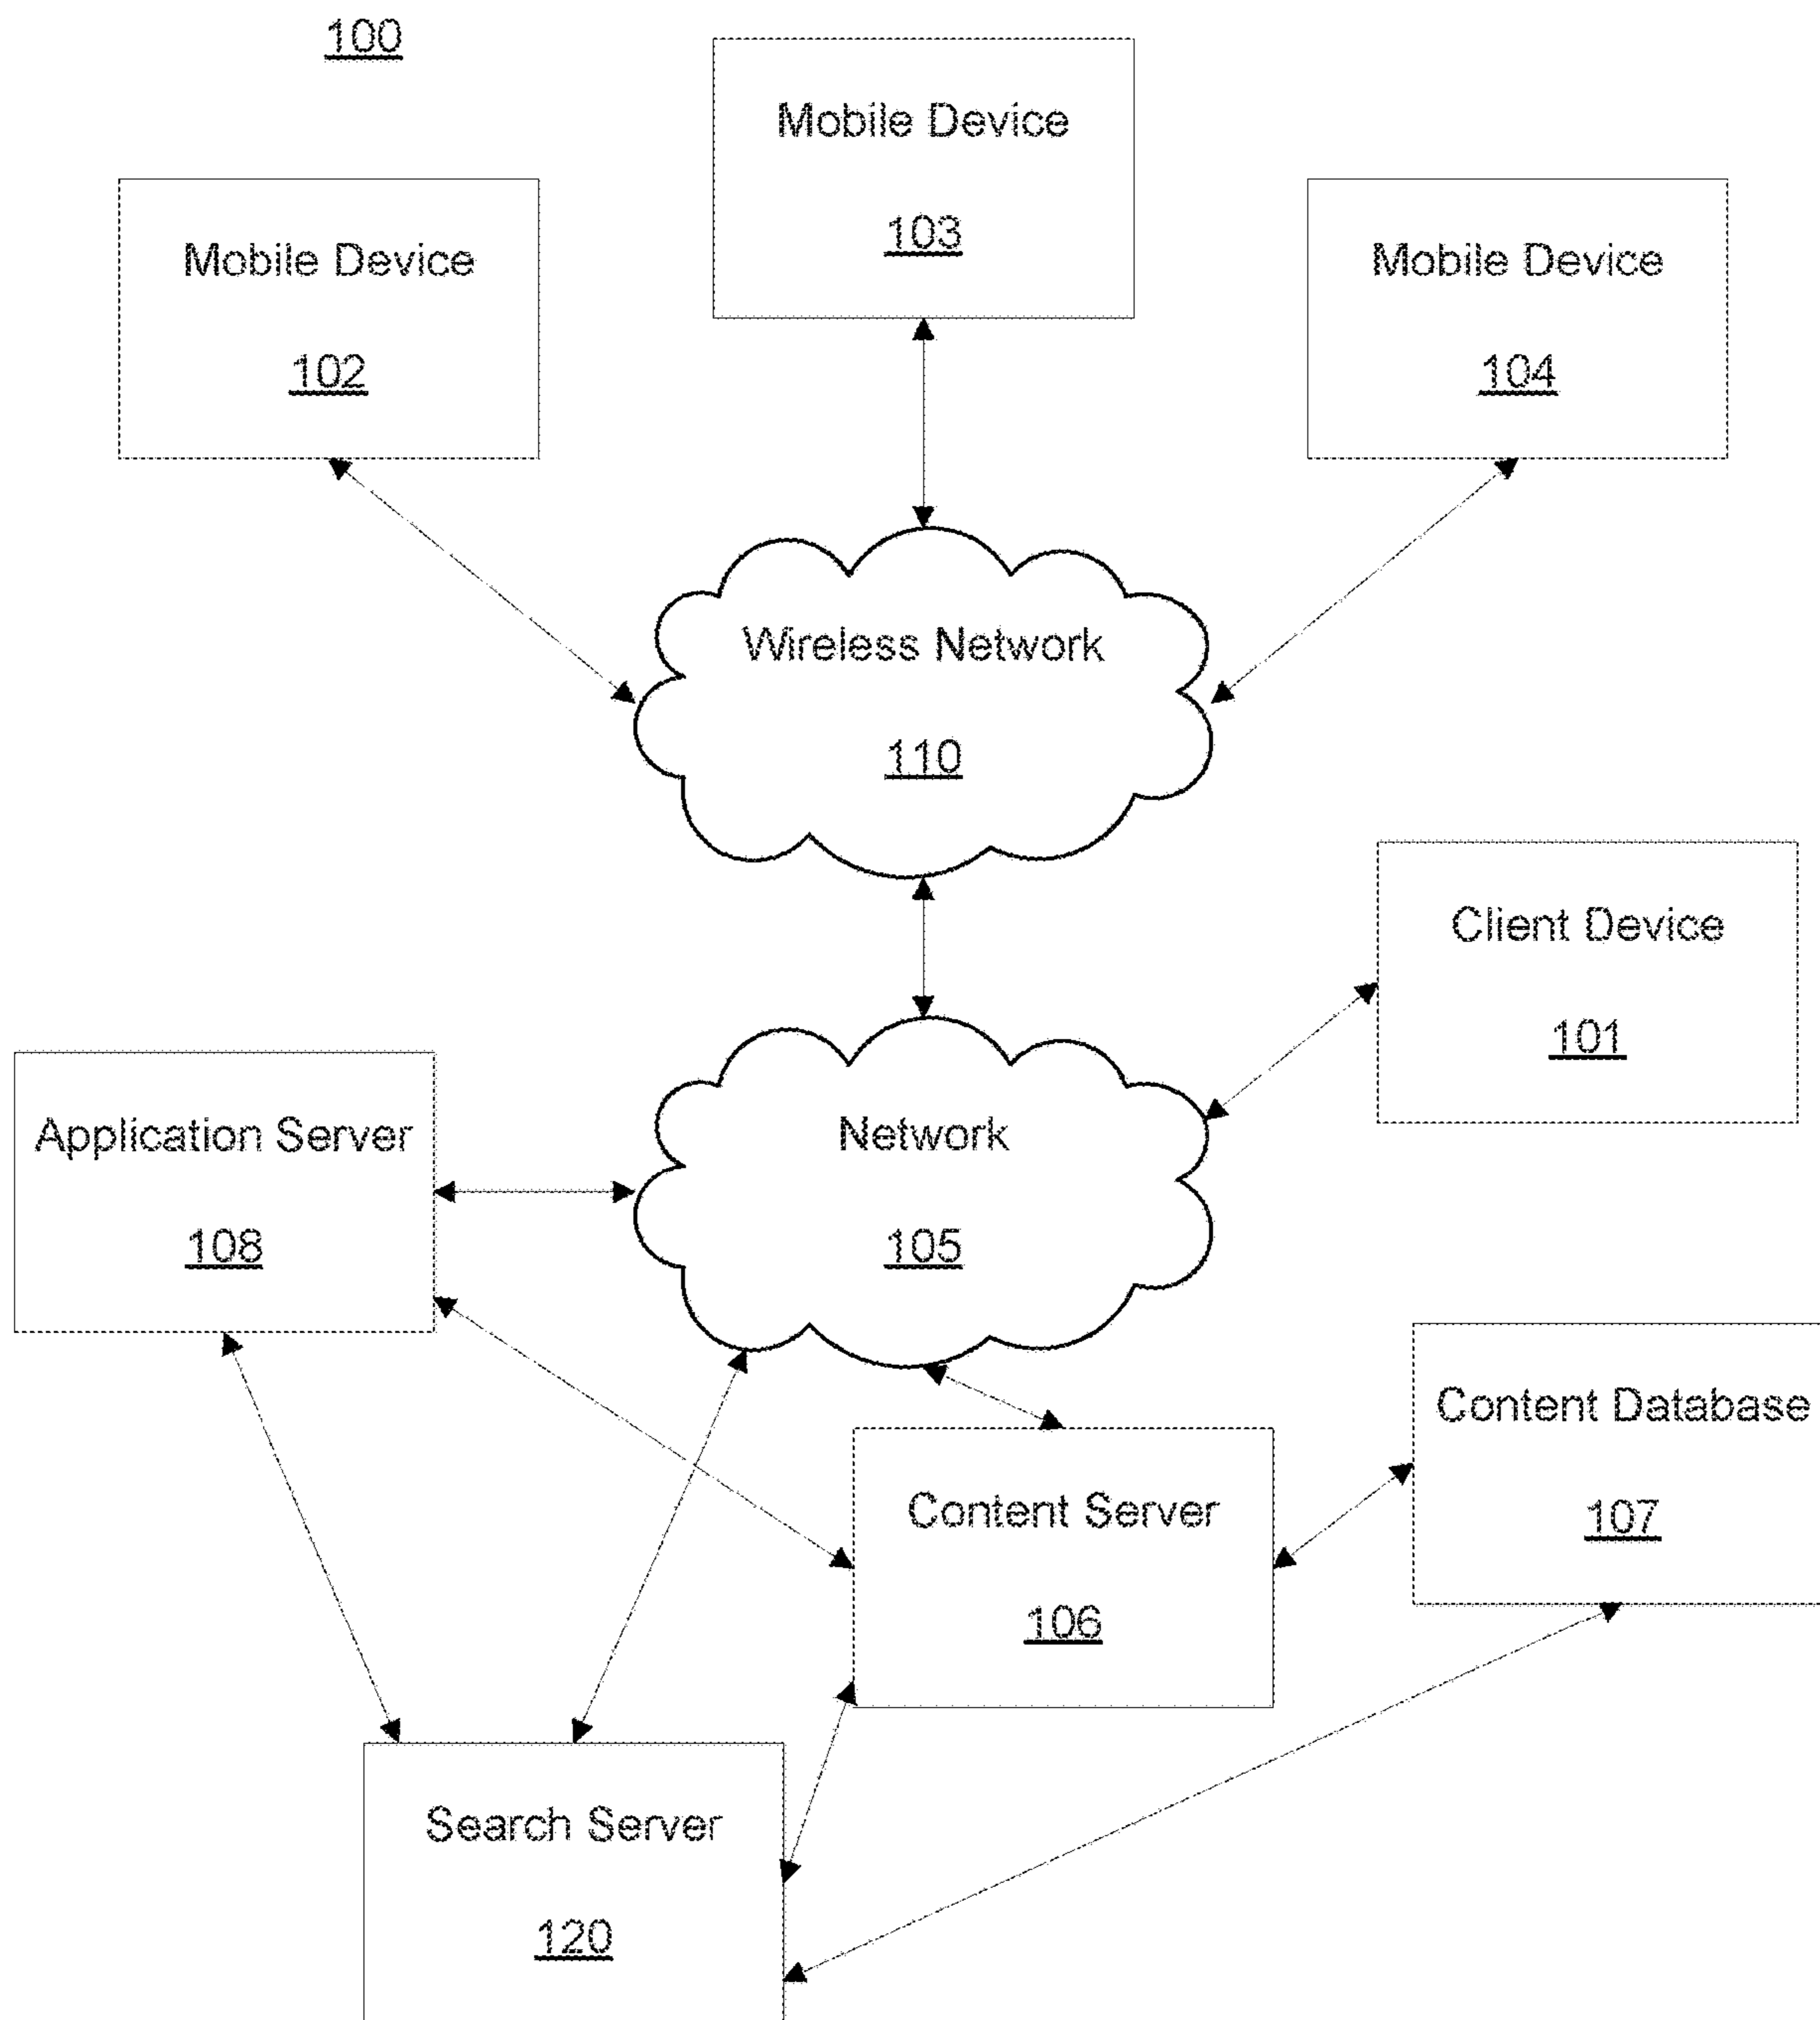 100
Mobile Device
103
Mobile Device
102
Mobile Device
104
Wireless Network
110
Client Device
101
Application Server
108
Network
105
Content Database
107
Content Server
106
Search Server
120